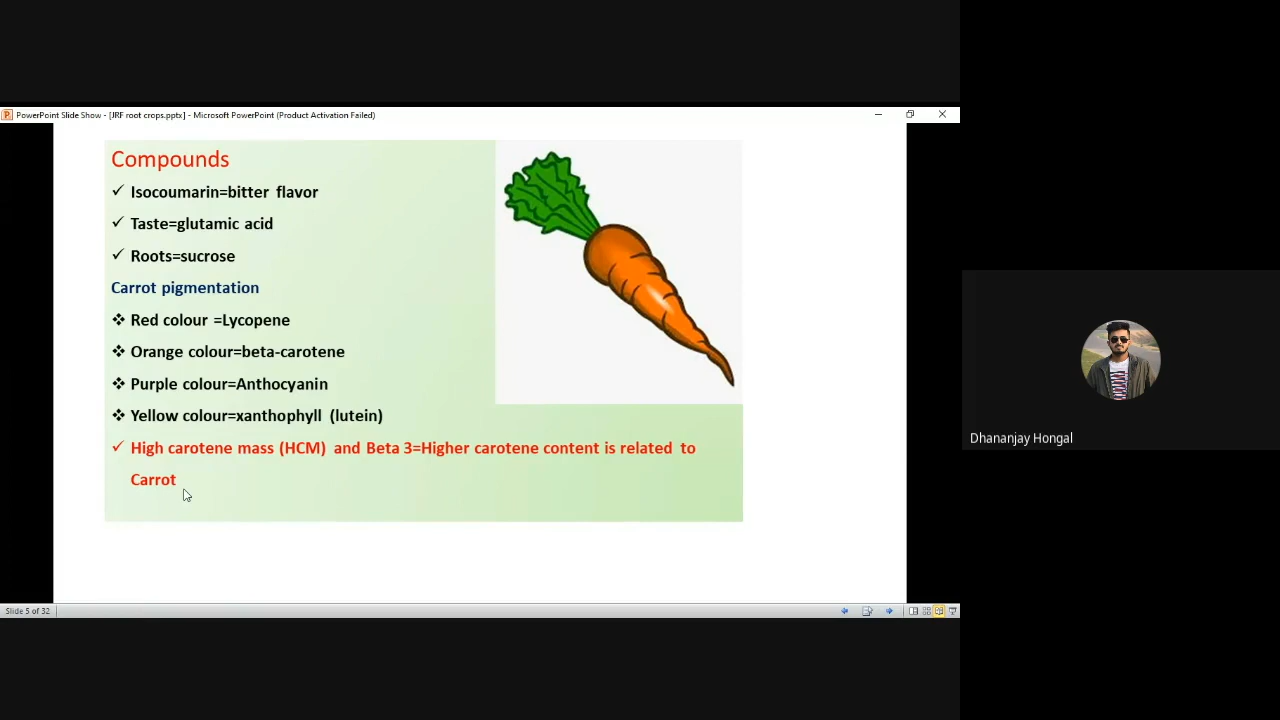 PowerPoint Slide Show - [JRF root crops.pptx] - Microsoft PowerPoint (Product Activation Failed)
Compounds
✓ Isocoumarin=bitter flavor
✓ Taste=glutamic acid
✓ Roots=sucrose
Carrot pigmentation
❖ Red colour =Lycopene
❖ Orange colour=beta-carotene
❖ Purple colour=Anthocyanin
❖ Yellow colour=xanthophyll (lutein)
✓ High carotene mass (HCM) and Beta 3=Higher carotene content is related to
Carrot
Dhananjay Hongal
Slide 5 of 32